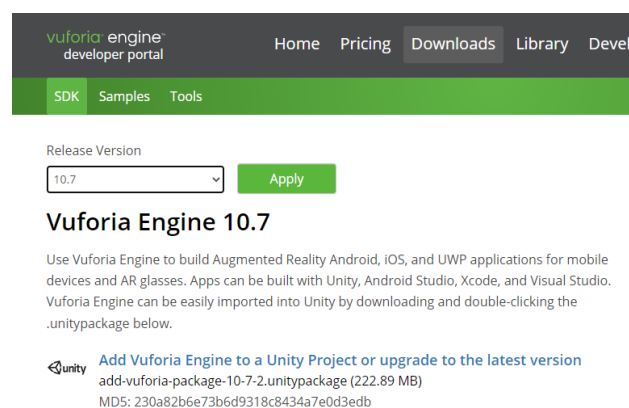 vuforia engine™
developer portal
Home Pricing Downloads Library
SDK Samples Tools
Release Version
10.7
Apply
Vuforia Engine 10.7
Use Vuforia Engine to build Augmented Reality Android, iOS, and UWP applications for mobile
devices and AR glasses. Apps can be built with Unity, Android Studio, Xcode, and Visual Studio.
Vuforia Engine can be easily imported into Unity by downloading and double-clicking the
.unitypackage below.
unity Add Vuforia Engine to a Unity Project or upgrade to the latest version
add-vuforia-package-10-7-2.unitypackage (222.89 MB)
MD5: 230a82b6e73b6d9318c8434a7e0d3edb